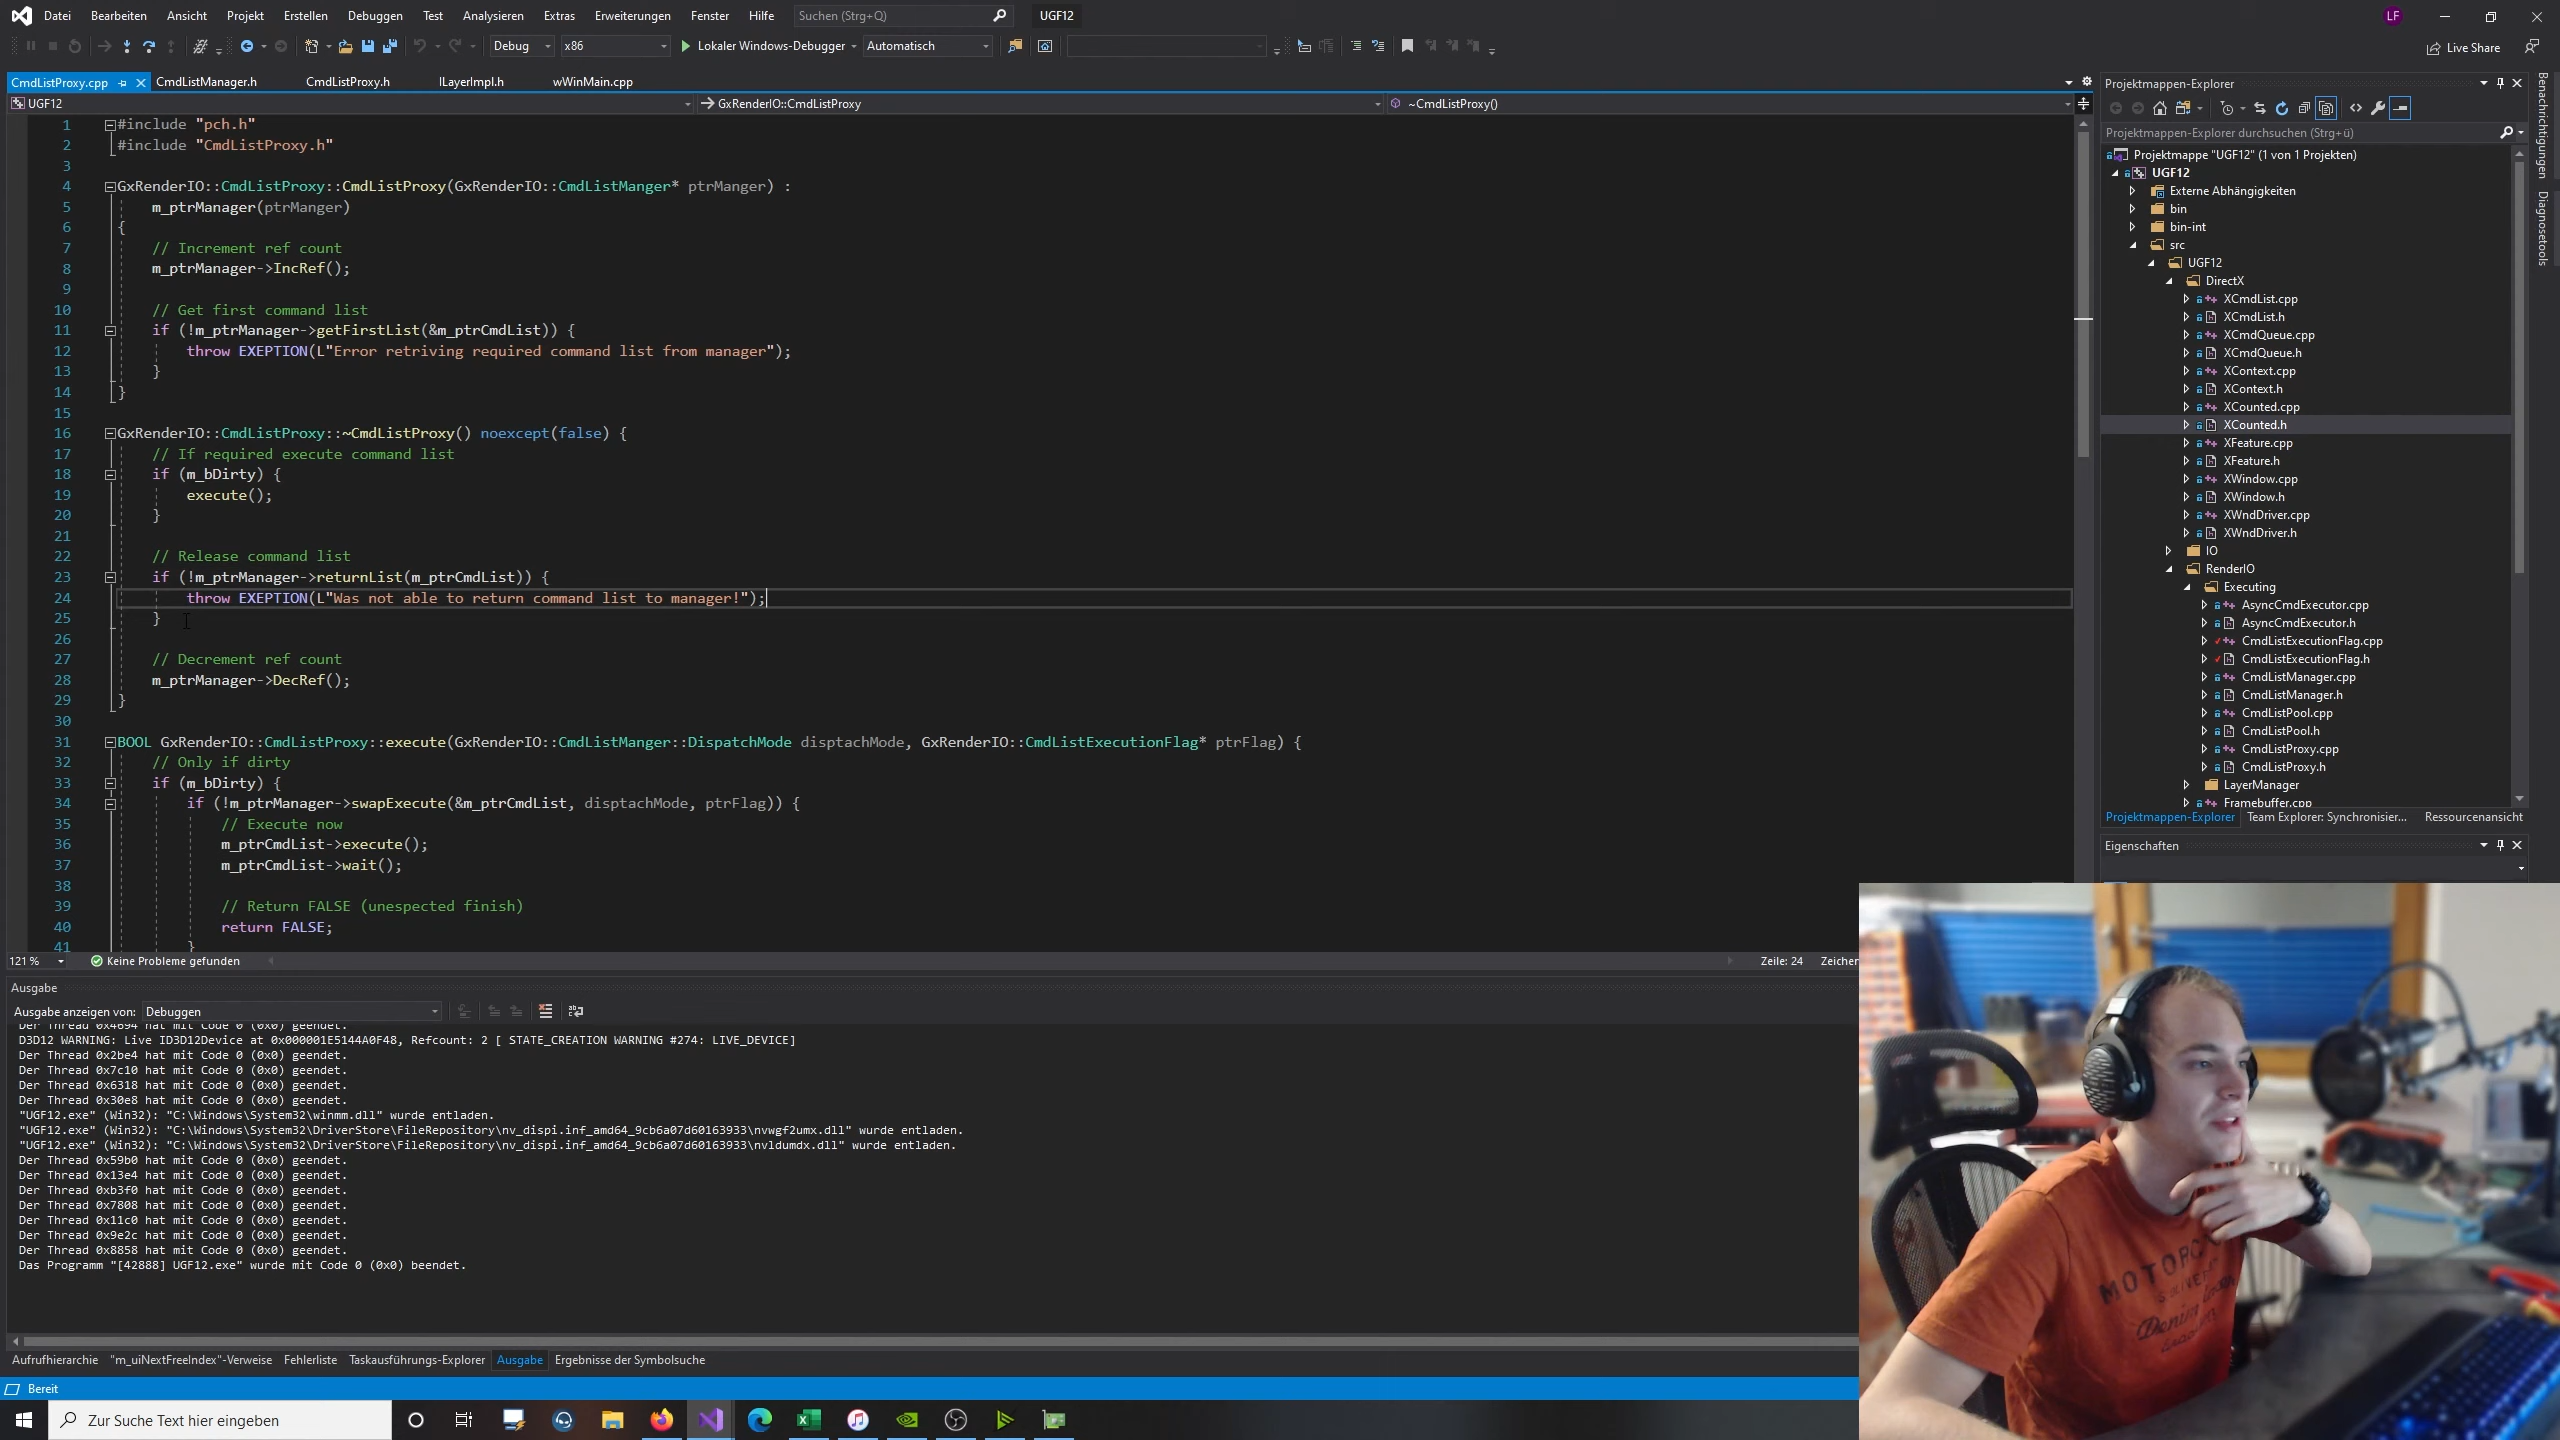 Datei Bearbeiten Ansicht Projekt Erstellen Debuggen Test Analysieren Extras Erweiterungen Fenster Hilfe Suchen (Strg+Q) UGF12 LF
Debug x86 Lokaler Windows-Debugger Automatisch Live Share
CmdListProxy.cpp CmdListManager.h CmdListProxy.h ILayerImpl.h wWinMain.cpp
UGF12 GxRenderIO::CmdListProxy ~CmdListProxy()
1 #include "pch.h"
2 #include "CmdListProxy.h"
3
4 GxRenderIO::CmdListProxy::CmdListProxy(GxRenderIO::CmdListManger* ptrManger) :
5 m_ptrManager(ptrManger)
6 {
7 // Increment ref count
8 m_ptrManager->IncRef();
9
10 // Get first command list
11 if (!m_ptrManager->getFirstList(&m_ptrCmdList)) {
12 throw EXEPTION(L"Error retriving required command list from manager");
13 }
14 }
15
16 GxRenderIO::CmdListProxy::~CmdListProxy() noexcept(false) {
17 // If required execute command list
18 if (m_bDirty) {
19 execute();
20 }
21
22 // Release command list
23 if (!m_ptrManager->returnList(m_ptrCmdList)) {
24 throw EXEPTION(L"Was not able to return command list to manager!");
25 }
26
27 // Decrement ref count
28 m_ptrManager->DecRef();
29 }
30
31 BOOL GxRenderIO::CmdListProxy::execute(GxRenderIO::CmdListManger::DispatchMode disptachMode, GxRenderIO::CmdListExecutionFlag* ptrFlag) {
32 // Only if dirty
33 if (m_bDirty) {
34 if (!m_ptrManager->swapExecute(&m_ptrCmdList, disptachMode, ptrFlag)) {
35 // Execute now
36 m_ptrCmdList->execute();
37 m_ptrCmdList->wait();
38
39 // Return FALSE (unespected finish)
40 return FALSE;
41 }
121 % Keine Probleme gefunden Zeile: 24 Zeichen
Ausgabe
Ausgabe anzeigen von: Debuggen
Der Thread 0x4694 hat mit Code 0 (0x0) geendet.
D3D12 WARNING: Live ID3D12Device at 0x000001E5144A0F48, Refcount: 2 [ STATE_CREATION WARNING #274: LIVE_DEVICE]
Der Thread 0x2be4 hat mit Code 0 (0x0) geendet.
Der Thread 0x7c10 hat mit Code 0 (0x0) geendet.
Der Thread 0x6318 hat mit Code 0 (0x0) geendet.
Der Thread 0x30e8 hat mit Code 0 (0x0) geendet.
"UGF12.exe" (Win32): "C:\Windows\System32\winmm.dll" wurde entladen.
"UGF12.exe" (Win32): "C:\Windows\System32\DriverStore\FileRepository\nv_dispi.inf_amd64_9cb6a07d60163933\nvwgf2umx.dll" wurde entladen.
"UGF12.exe" (Win32): "C:\Windows\System32\DriverStore\FileRepository\nv_dispi.inf_amd64_9cb6a07d60163933\nvldumdx.dll" wurde entladen.
Der Thread 0x59b0 hat mit Code 0 (0x0) geendet.
Der Thread 0x13e4 hat mit Code 0 (0x0) geendet.
Der Thread 0xb3f0 hat mit Code 0 (0x0) geendet.
Der Thread 0x7808 hat mit Code 0 (0x0) geendet.
Der Thread 0x11c0 hat mit Code 0 (0x0) geendet.
Der Thread 0x9e2c hat mit Code 0 (0x0) geendet.
Der Thread 0x8858 hat mit Code 0 (0x0) geendet.
Das Programm "[42888] UGF12.exe" wurde mit Code 0 (0x0) beendet.
Aufrufhierarchie "m_uiNextFreeIndex"-Verweise Fehlerliste Taskausführungs-Explorer Ausgabe Ergebnisse der Symbolsuche
Bereit
Zur Suche Text hier eingeben
Projektmappen-Explorer
Projektmappen-Explorer durchsuchen (Strg+ü)
Projektmappe "UGF12" (1 von 1 Projekten)
UGF12
Externe Abhängigkeiten
bin
bin-int
src
UGF12
DirectX
XCmdList.cpp
XCmdList.h
XCmdQueue.cpp
XCmdQueue.h
XContext.cpp
XContext.h
XCounted.cpp
XCounted.h
XFeature.cpp
XFeature.h
XWindow.cpp
XWindow.h
XWndDriver.cpp
XWndDriver.h
IO
RenderIO
Executing
AsyncCmdExecutor.cpp
AsyncCmdExecutor.h
CmdListExecutionFlag.cpp
CmdListExecutionFlag.h
CmdListManager.cpp
CmdListManager.h
CmdListPool.cpp
CmdListPool.h
CmdListProxy.cpp
CmdListProxy.h
LayerManager
Framebuffer.cpp
Projektmappen-Explorer Team Explorer: Synchronisier... Ressourcenansicht
Eigenschaften
Benachrichtigungen
Diagnosetools